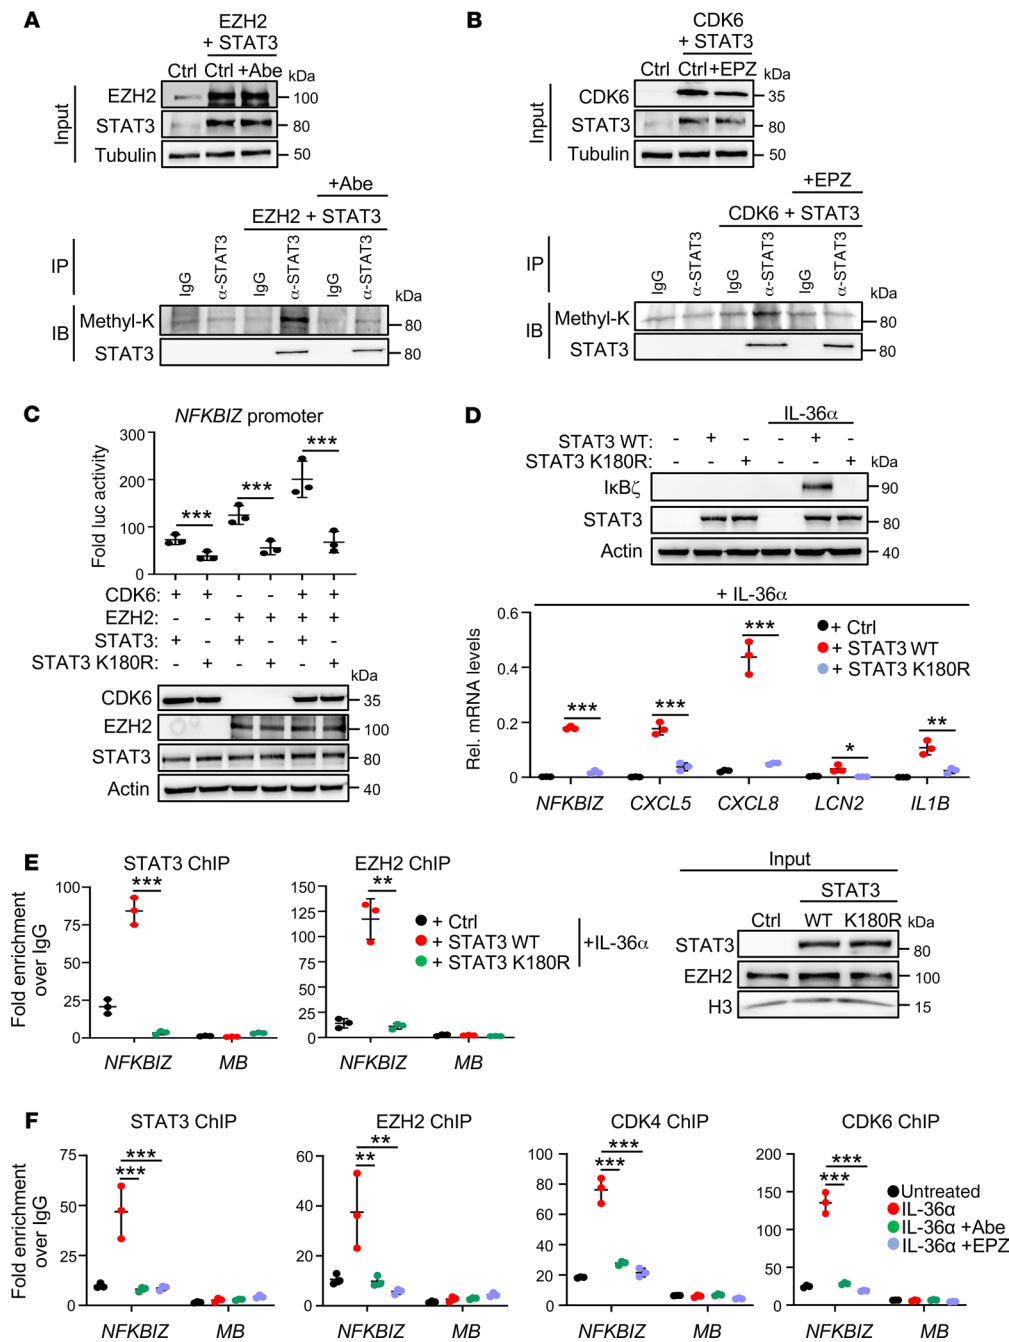 A
EZH2
+ STAT3
Ctrl Ctrl +Abe kDa
Input
EZH2 100
STAT3 80
Tubulin 50
+Abe
EZH2 + STAT3
IP
IgG α-STAT3 IgG α-STAT3 IgG α-STAT3
kDa
IB
Methyl-K 80
STAT3 80
B
CDK6
+ STAT3
Ctrl Ctrl +EPZ kDa
Input
CDK6 35
STAT3 80
Tubulin 50
+EPZ
CDK6 + STAT3
IP
IgG α-STAT3 IgG α-STAT3 IgG α-STAT3
kDa
IB
Methyl-K 80
STAT3 80
C
NFKBIZ promoter
Fold luc activity
300
200
100
0
*** *** ***
CDK6: + + - - + +
EZH2: - - + + + +
STAT3: + - + - + -
STAT3 K180R: - + - + - +
kDa
CDK6 35
EZH2 100
STAT3 80
Actin 40
D
IL-36α
STAT3 WT: - + - - + -
STAT3 K180R: - - + - - +
kDa
IκBζ 90
STAT3 80
Actin 40
+ IL-36α
Rel. mRNA levels
0.6
0.4
0.2
0
+ Ctrl
+ STAT3 WT
+ STAT3 K180R
*** *** *** * **
NFKBIZ CXCL5 CXCL8 LCN2 IL1B
E
STAT3 ChIP
Fold enrichment
over IgG
100
75
50
25
0
***
NFKBIZ MB
EZH2 ChIP
150
125
100
75
50
25
0
**
NFKBIZ MB
+ Ctrl
+ STAT3 WT
+ STAT3 K180R
+IL-36α
Input
STAT3
Ctrl WT K180R kDa
STAT3 80
EZH2 100
H3 15
F
STAT3 ChIP
Fold enrichment
over IgG
75
50
25
0
***
***
NFKBIZ MB
EZH2 ChIP
60
40
20
0
**
**
NFKBIZ MB
CDK4 ChIP
100
80
60
40
20
0
***
***
NFKBIZ MB
CDK6 ChIP
200
150
100
50
0
***
***
NFKBIZ MB
Untreated
IL-36α
IL-36α +Abe
IL-36α +EPZ